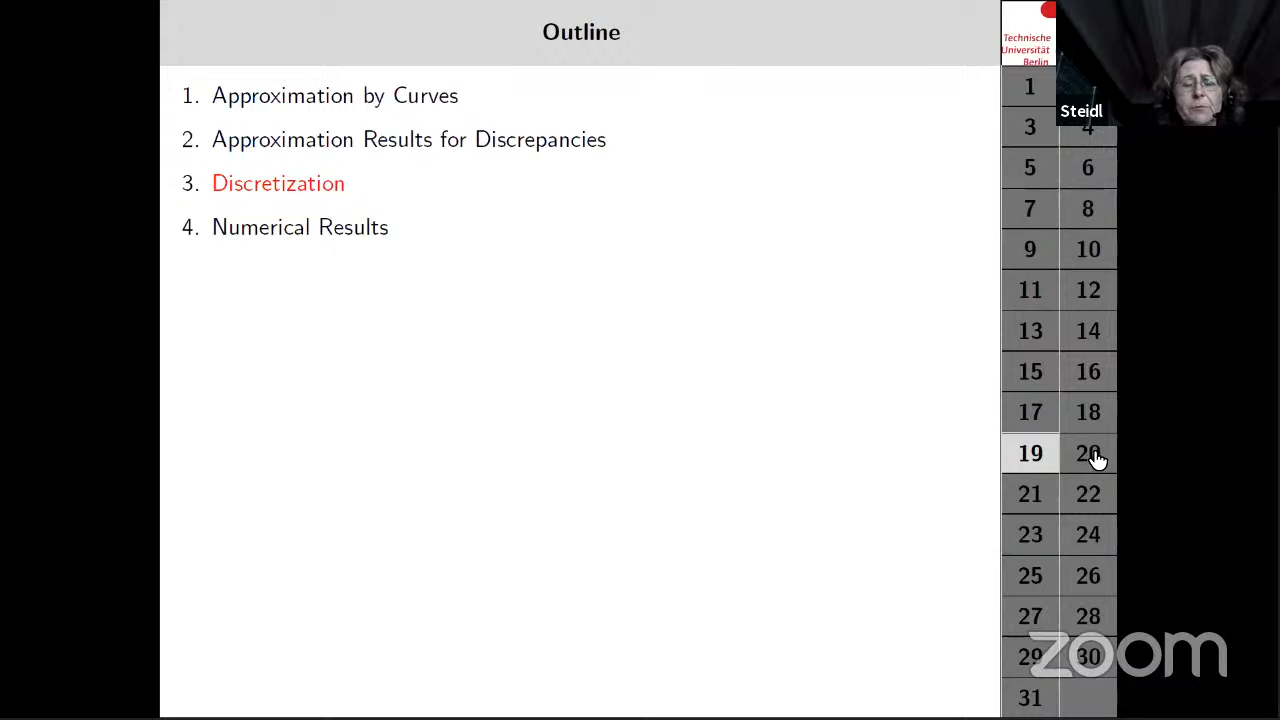 Outline
1. Approximation by Curves
2. Approximation Results for Discrepancies
3. Discretization
4. Numerical Results
Technische
Universität
Berlin
Steidl
1
3 4
5 6
7 8
9 10
11 12
13 14
15 16
17 18
19 20
21 22
23 24
25 26
27 28
29 30
31
zoom